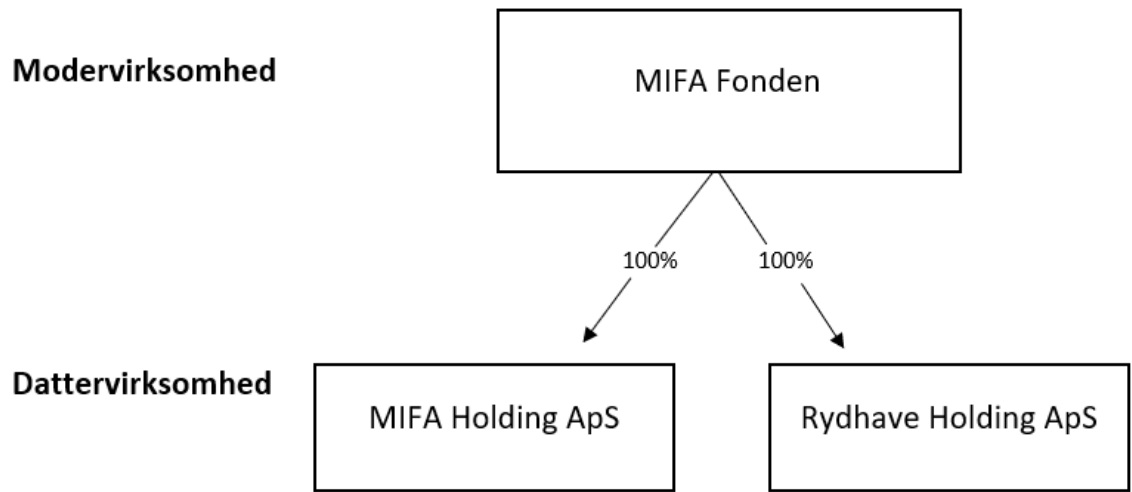 Modervirksomhed
MIFA Fonden
100%
100%
Dattervirksomhed
MIFA Holding ApS
Rydhave Holding ApS